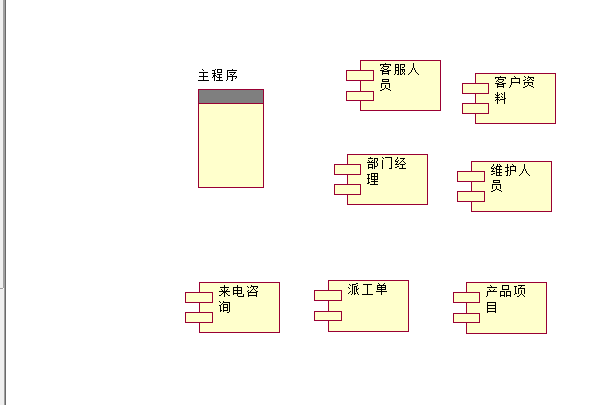 主程序
客服人
员
客户资
料
部门经
理
维护人
员
来电咨
询
派工单
产品项
目